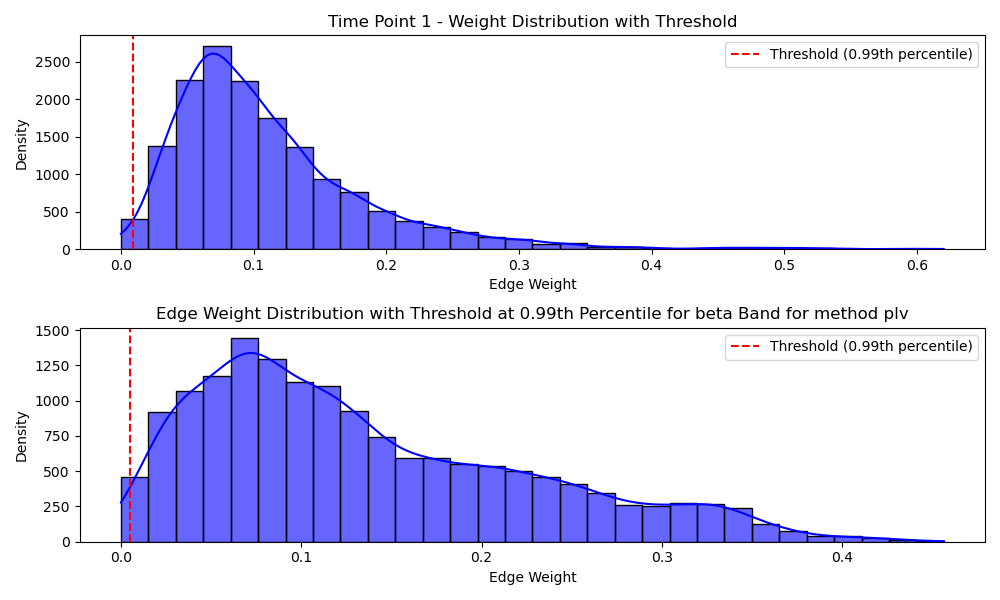 Time Point 1 - Weight Distribution with Threshold
Density
2500
2000
1500
1000
500
0
Threshold (0.99th percentile)
0.0 0.1 0.2 0.3 0.4 0.5 0.6
Edge Weight
Edge Weight Distribution with Threshold at 0.99th Percentile for beta Band for method plv
Density
1500
1250
1000
750
500
250
0
Threshold (0.99th percentile)
0.0 0.1 0.2 0.3 0.4
Edge Weight